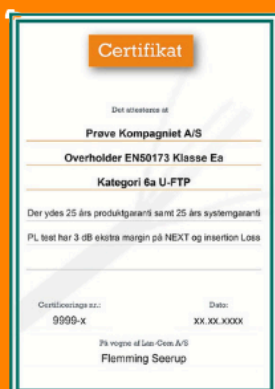 Certifikat
Det attesteres at
Prøve Kompagniet A/S
Overholder EN50173 Klasse Ea
Kategori 6a U-FTP
Der ydes 25 års produktgaranti samt 25 års systemgaranti
PL test har 3 dB ekstra margin på NEXT og insertion Loss
Certificerings nr.: Dato:
9999-x xx.xx.xxxx
På vegne af Lan-Com A/S
Flemming Seerup